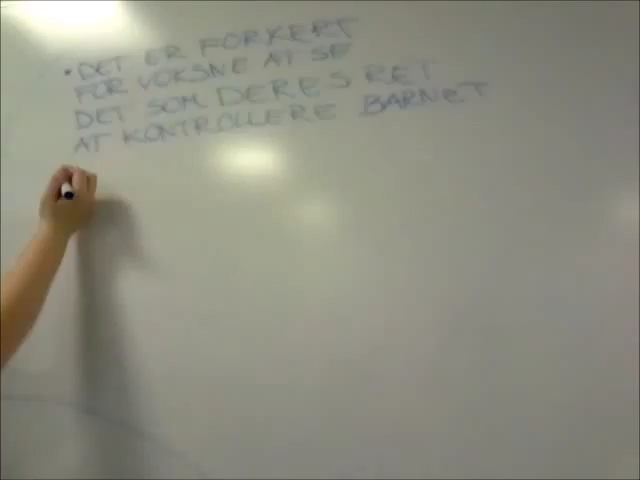 • DET ER FORKERT
FOR VOKSNE AT SE
DET SOM DERES RET
AT KONTROLLERE BARNET